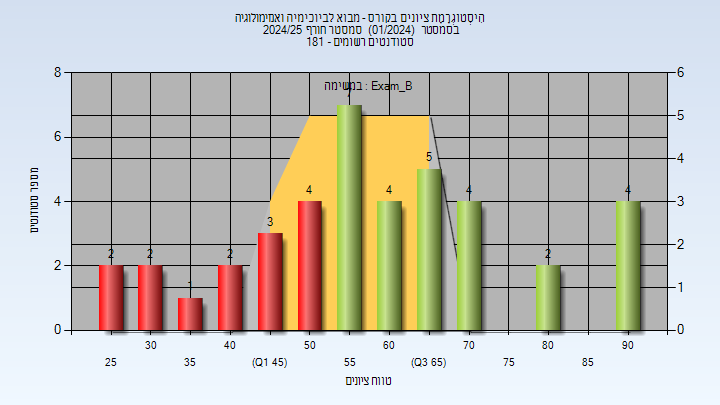 הִיסְטוֹגְרָמַת ציונים בקורס - מבוא לביוכימיה ואנזימולוגיה
בסמסטר (01/2024) סמסטר חורף 2024/25
סטודנטים רשומים - 181
במשימה : Exam_B
מספר סטודנטים
8 6 4 2 0
6 5 4 3 2 1 0
2 2 1 2 3 4 7 4 5 4 2 4
30 40 50 60 70 80 90
25 35 (Q1 45) 55 (Q3 65) 75 85
טווח ציונים